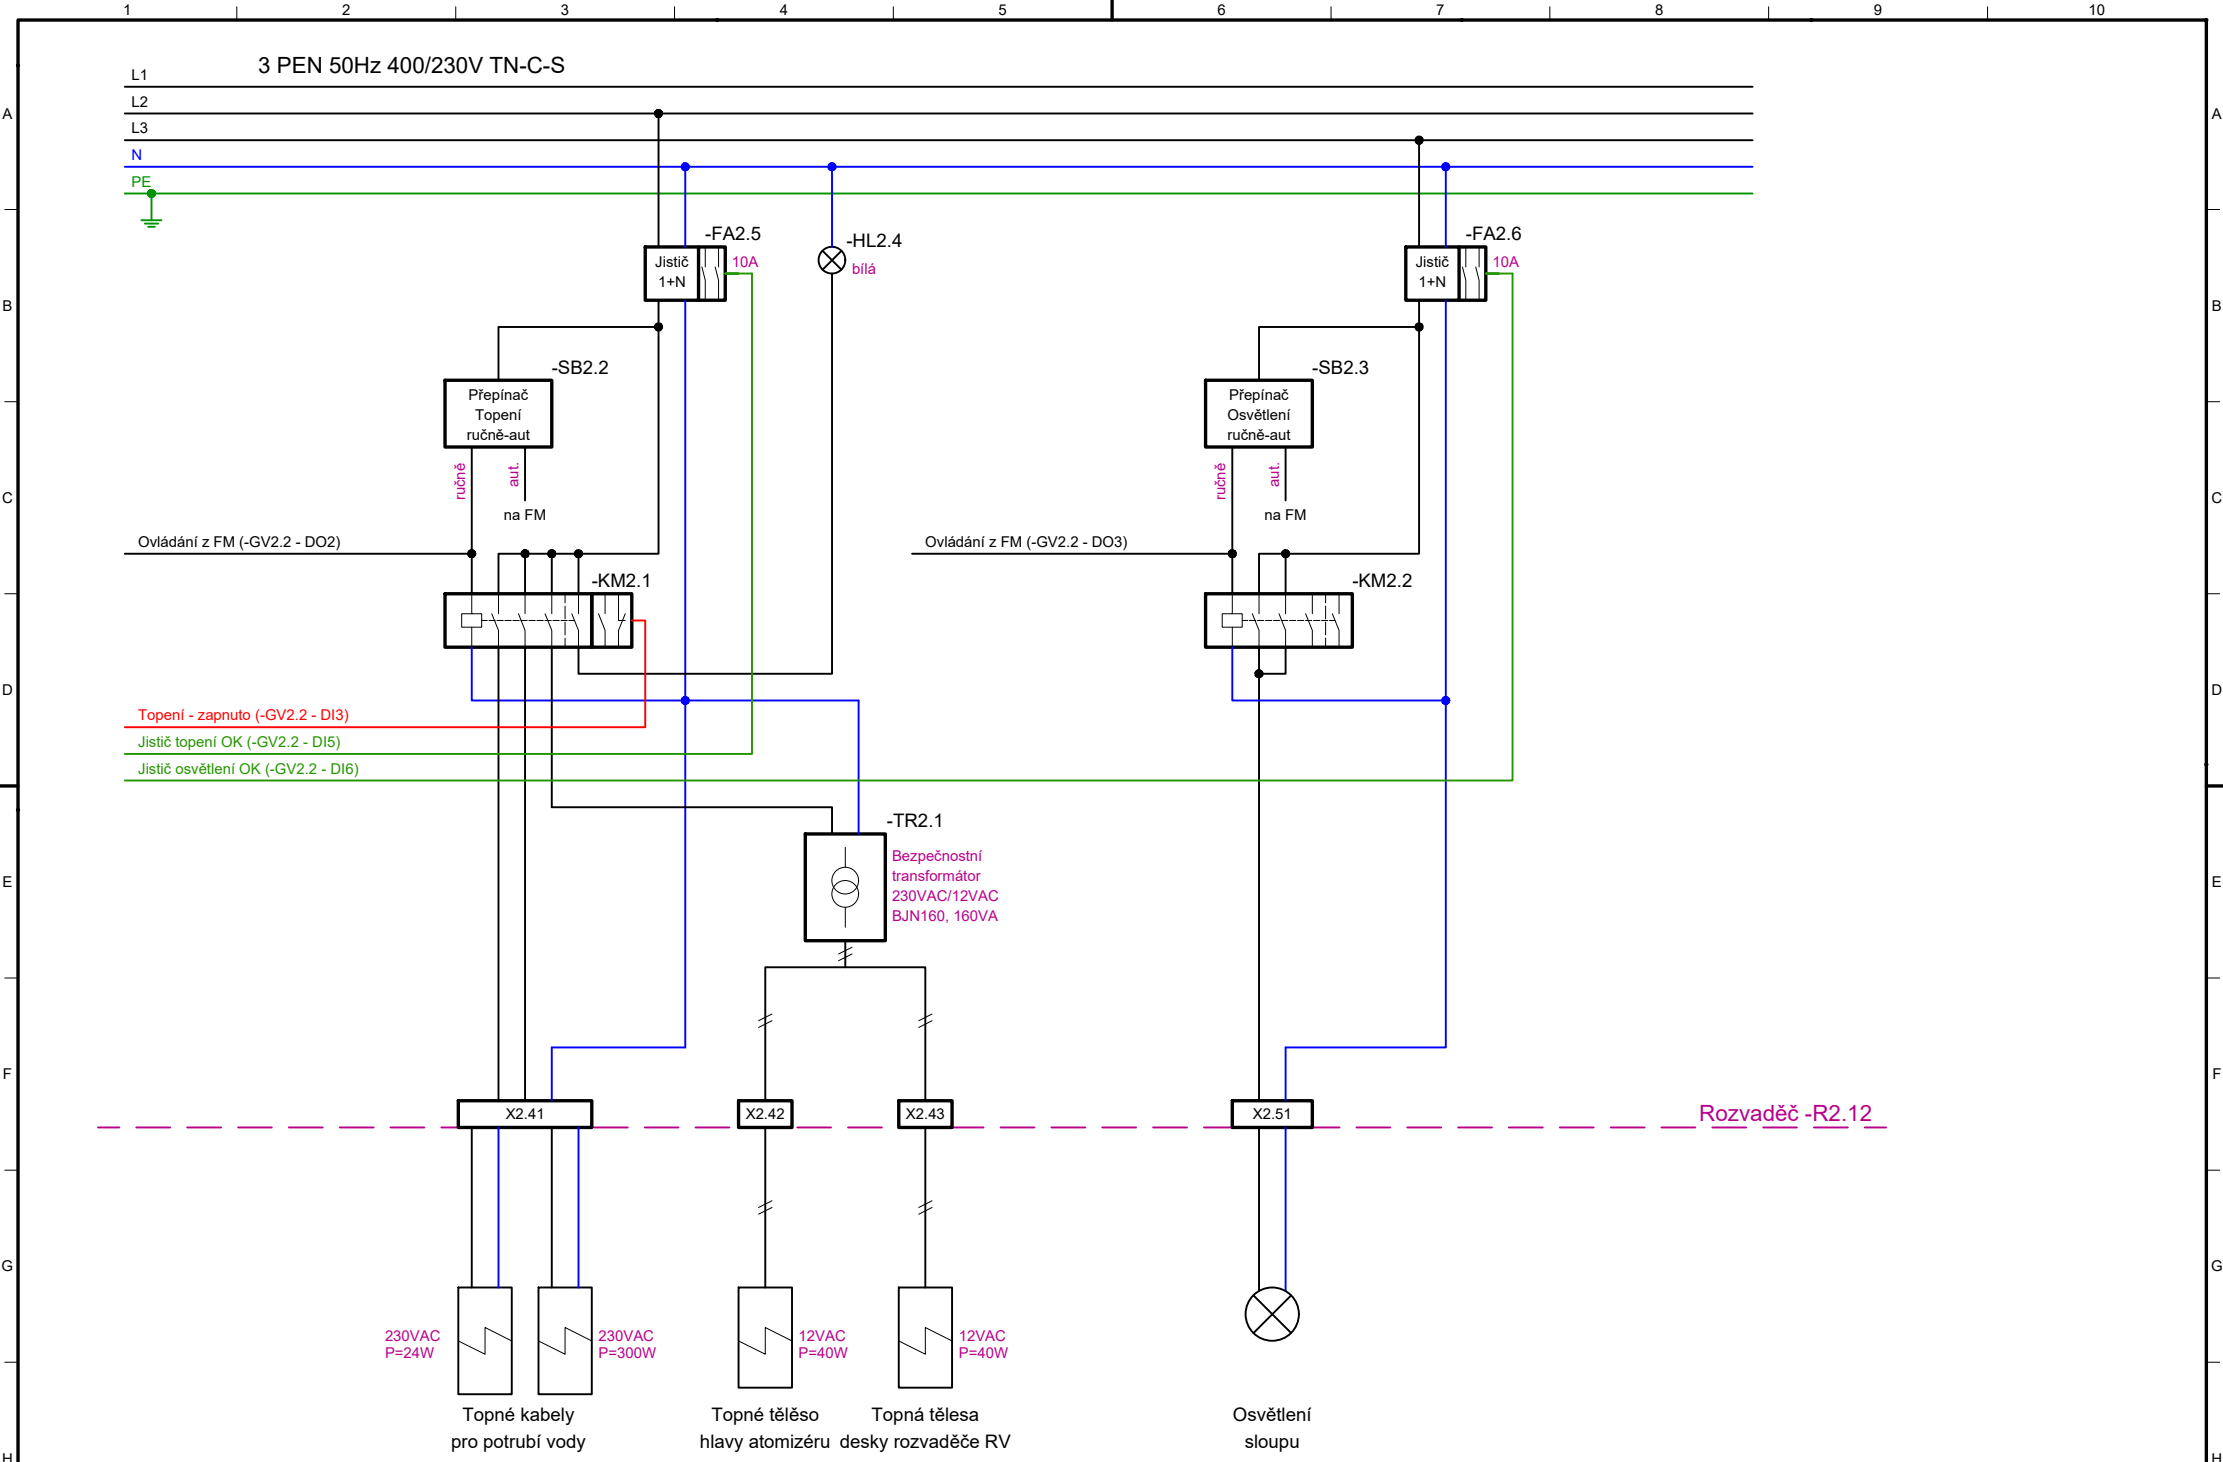 1 2 3 4 5 6 7 8 9 10
3 PEN 50Hz 400/230V TN-C-S
L1
L2
A A
L3
N
PE
-FA2.5 -HL2.4 -FA2.6
Jistič 10A bílá Jistič 10A
1+N 1+N
B B
-SB2.2 -SB2.3
Přepínač Přepínač
Topení Osvětlení
ručně-aut ručně-aut
ručně aut. ručně aut.
C C
na FM na FM
Ovládání z FM (-GV2.2 - DO2) Ovládání z FM (-GV2.2 - DO3)
-KM2.1 -KM2.2
D D
Topení - zapnuto (-GV2.2 - DI3)
Jistič topení OK (-GV2.2 - DI5)
Jistič osvětlení OK (-GV2.2 - DI6)
-TR2.1
Bezpečnostní
transformátor
E E
230VAC/12VAC
BJN160, 160VA
F F
X2.41 X2.42 X2.43 X2.51 Rozvaděč -R2.12
G G
230VAC 230VAC 12VAC 12VAC
P=24W P=300W P=40W P=40W
Topné kabely Topné tělěso Topná tělesa Osvětlení
pro potrubí vody hlavy atomizéru desky rozvaděče RV sloupu
H H